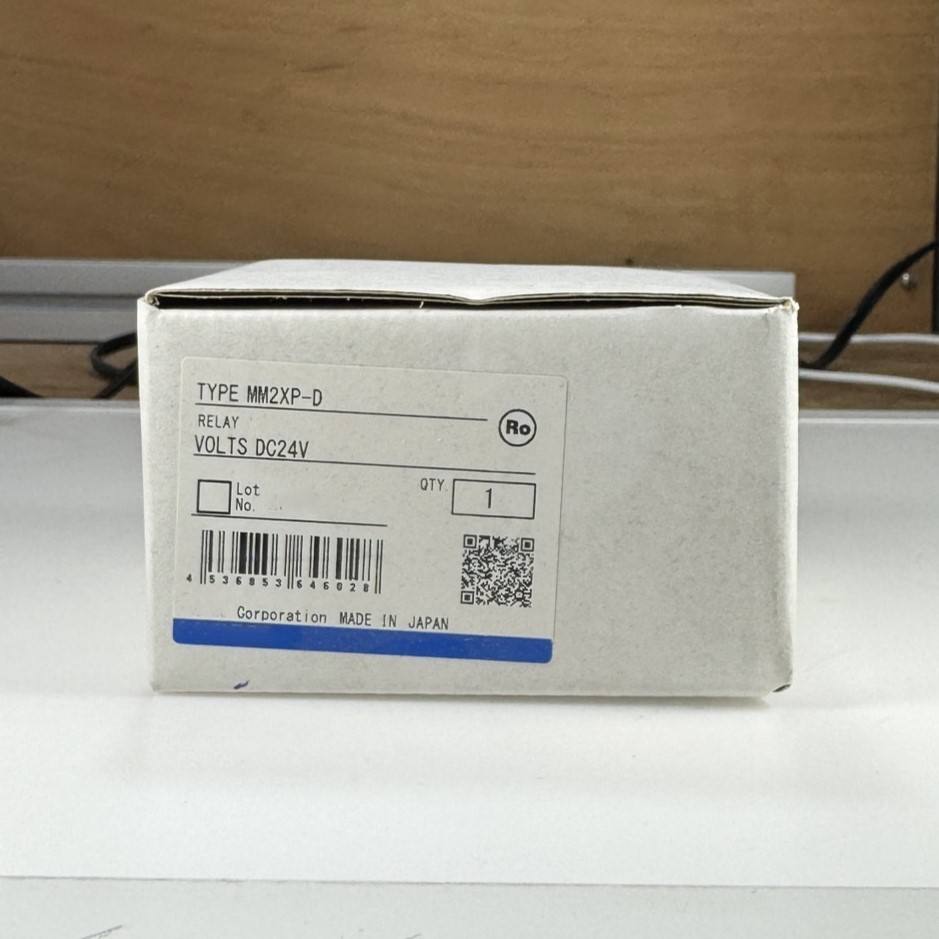 TYPE MM2XP-D
RELAY
Ro
VOLTS DC24V
Lot
No.
QTY
1
4 536853 646028
Corporation MADE IN JAPAN